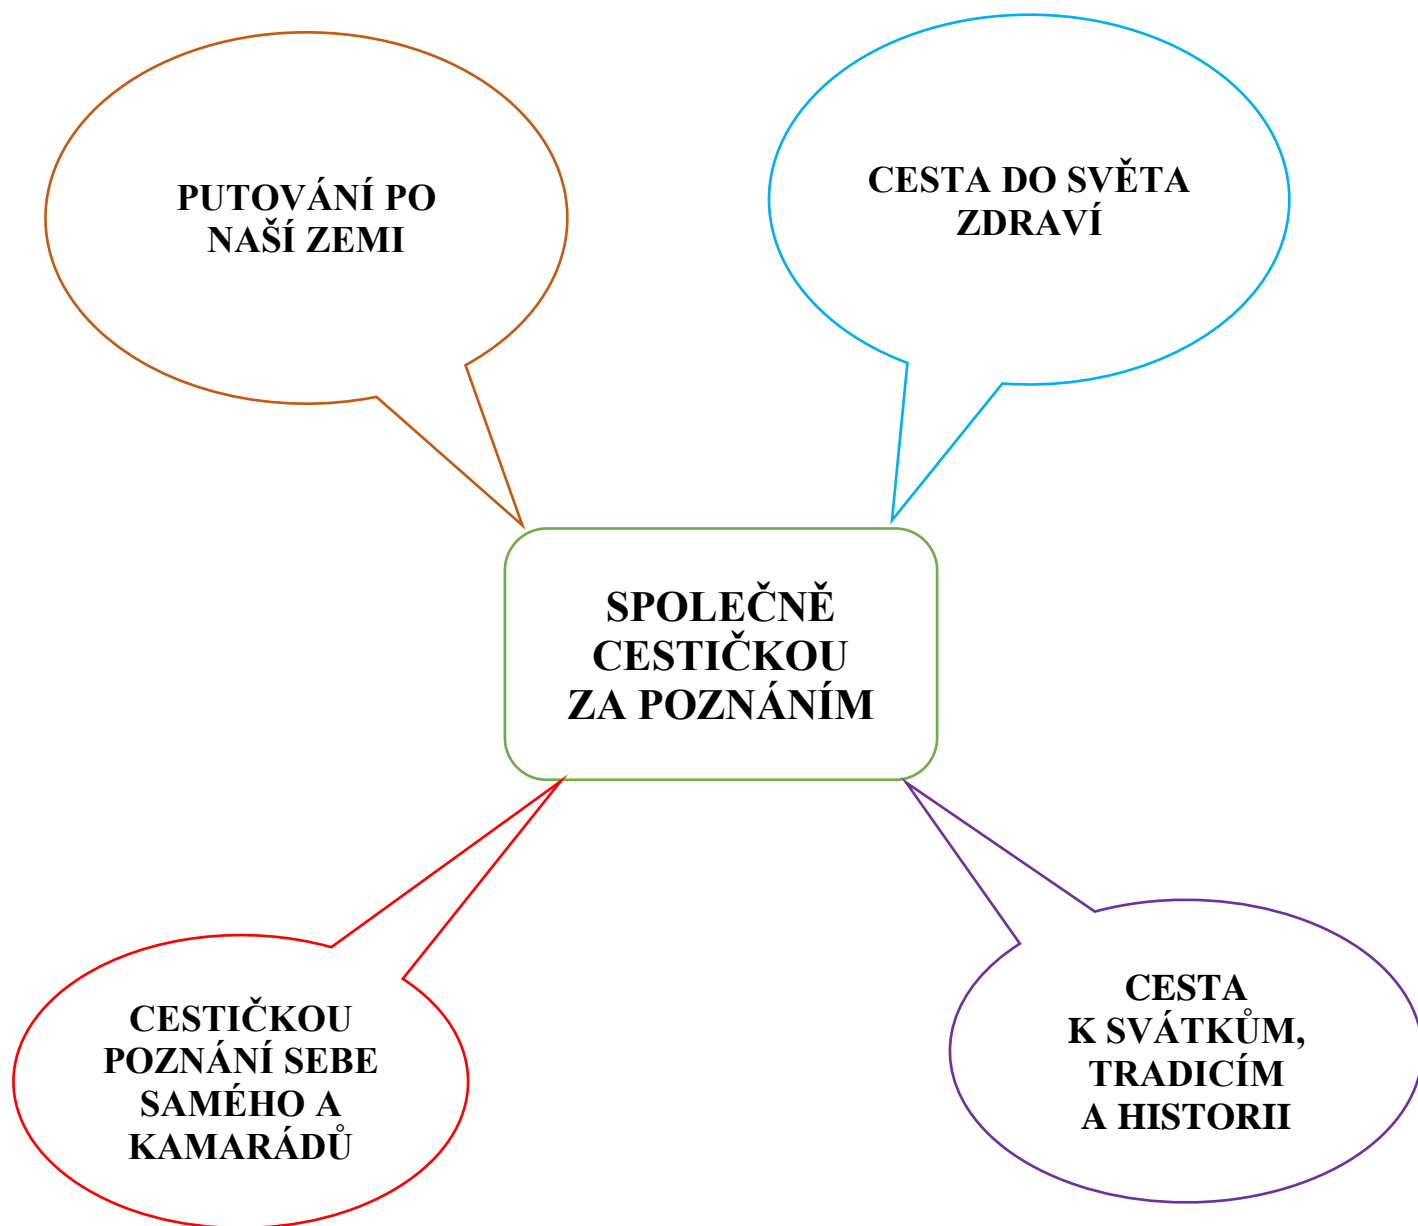 PUTOVÁNÍ PO
NAŠÍ ZEMI
CESTA DO SVĚTA
ZDRAVÍ
SPOLEČNĚ
CESTIČKOU
ZA POZNÁNÍM
CESTIČKOU
POZNÁNÍ SEBE
SAMÉHO A
KAMARÁDŮ
CESTA
K SVÁTKŮM,
TRADICÍM
A HISTORII